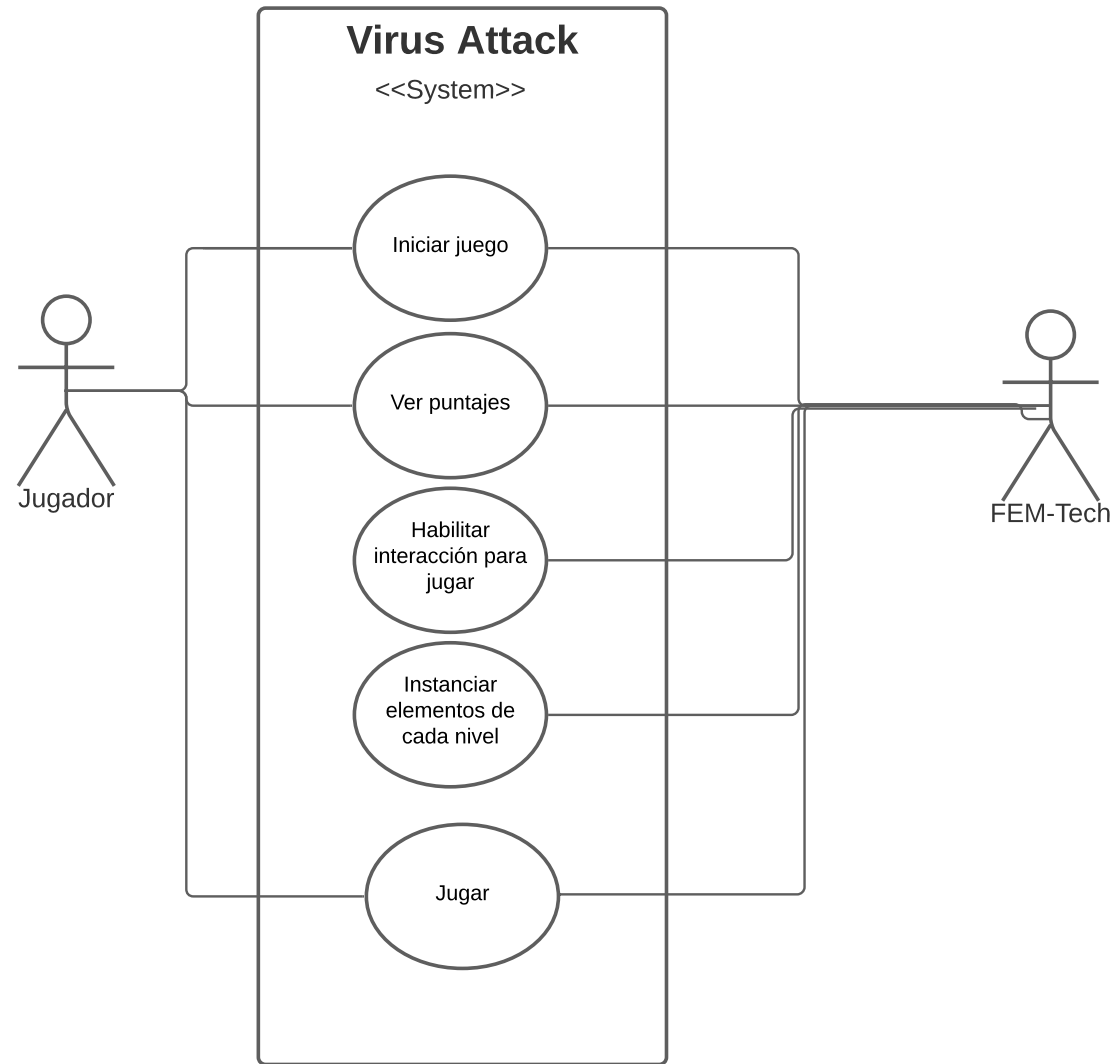 Virus Attack
<<System>>
Iniciar juego
Jugador
Ver puntajes
FEM-Tech
Habilitar
interacción para
jugar
Instanciar
elementos de
cada nivel
Jugar